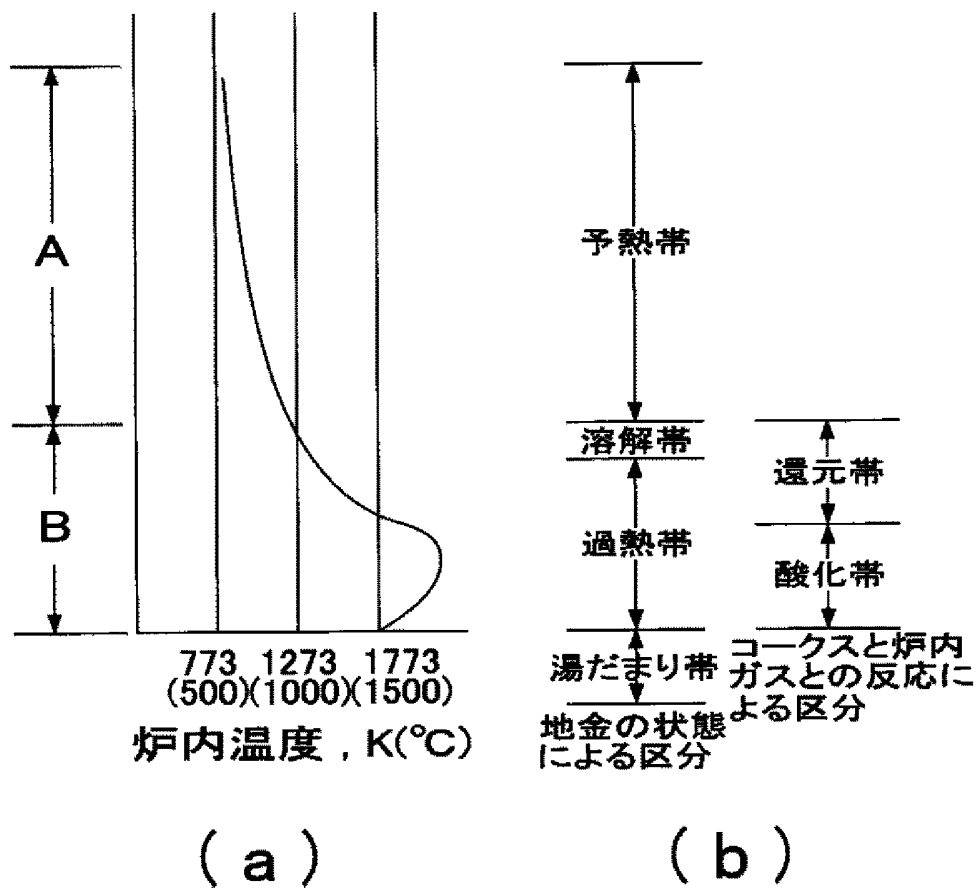 A
B
773 1273 1773
(500)(1000)(1500)
炉内温度 , K(℃)
(a)
予熱帯
溶解帯
過熱帯
湯だまり帯
地金の状態
による区分
還元帯
酸化帯
コークスと炉内
ガスとの反応に
よる区分
(b)